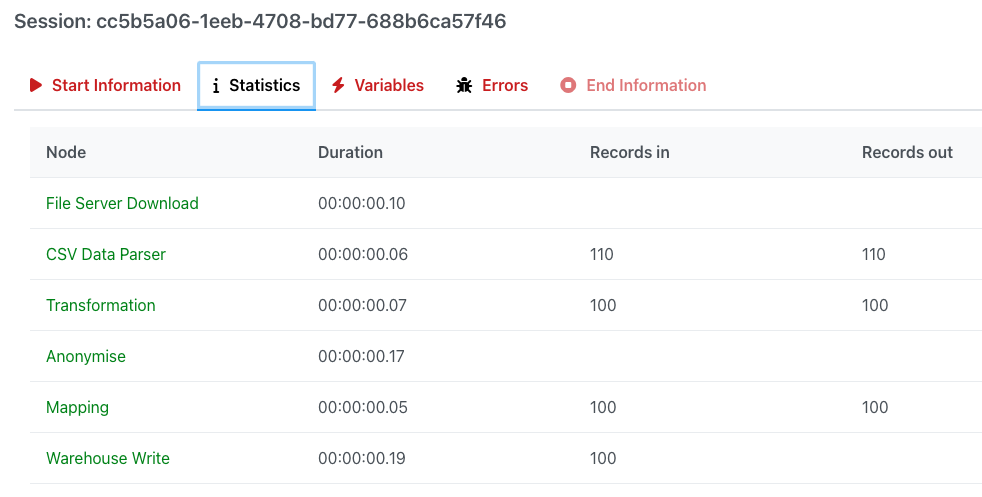 Session: cc5b5a06-1eeb-4708-bd77-688b6ca57f46
Start Information Statistics Variables Errors End Information
Node Duration Records in Records out
File Server Download 00:00:00.10
CSV Data Parser 00:00:00.06 110 110
Transformation 00:00:00.07 100 100
Anonymise 00:00:00.17
Mapping 00:00:00.05 100 100
Warehouse Write 00:00:00.19 100